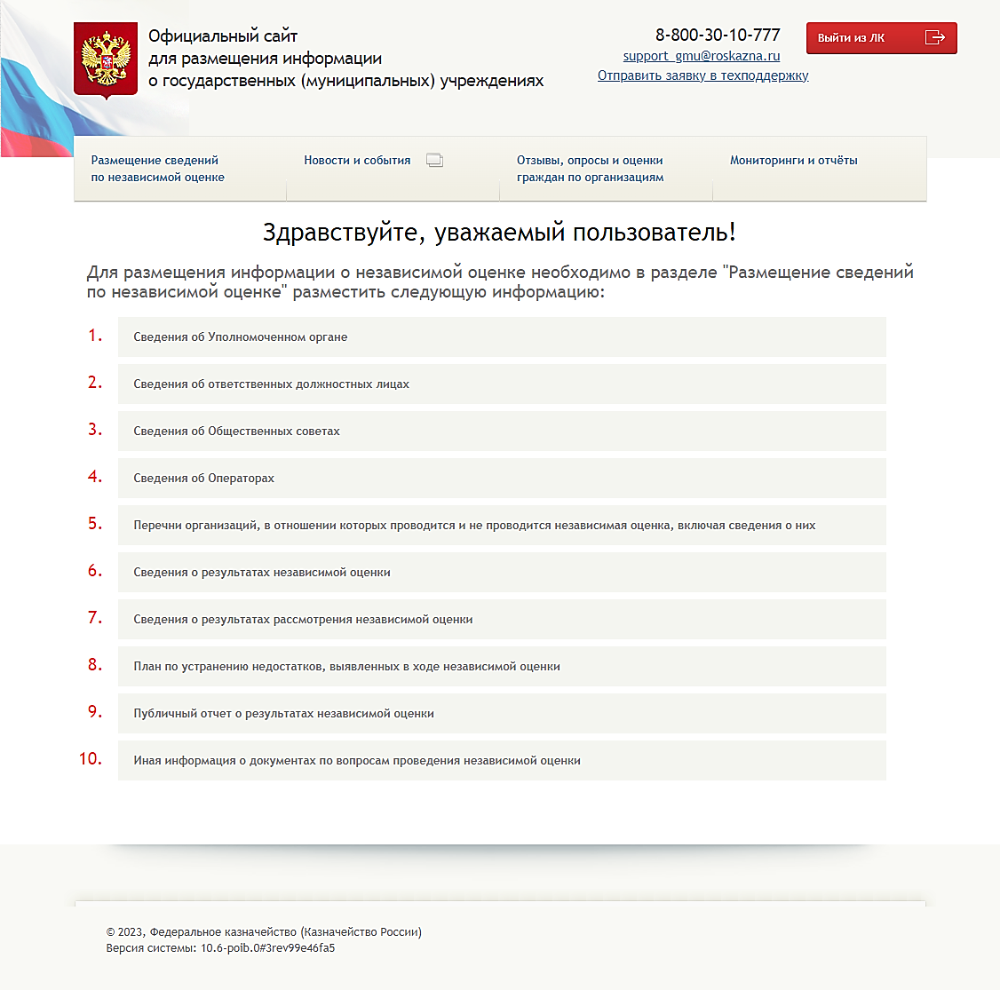 Официальный сайт
для размещения информации
о государственных (муниципальных) учреждениях
8-800-30-10-777
support_gmu@roskazna.ru
Отправить заявку в техподдержку
Выйти из ЛК
Размещение сведений
по независимой оценке
Новости и события
Отзывы, опросы и оценки
граждан по организациям
Мониторинги и отчёты
Здравствуйте, уважаемый пользователь!
Для размещения информации о независимой оценке необходимо в разделе "Размещение сведений
по независимой оценке" разместить следующую информацию:
1. Сведения об Уполномоченном органе
2. Сведения об ответственных должностных лицах
3. Сведения об Общественных советах
4. Сведения об Операторах
5. Перечни организаций, в отношении которых проводится и не проводится независимая оценка, включая сведения о них
6. Сведения о результатах независимой оценки
7. Сведения о результатах рассмотрения независимой оценки
8. План по устранению недостатков, выявленных в ходе независимой оценки
9. Публичный отчет о результатах независимой оценки
10. Иная информация о документах по вопросам проведения независимой оценки
© 2023, Федеральное казначейство (Казначейство России)
Версия системы: 10.6-poib.0#3rev99e46fa5